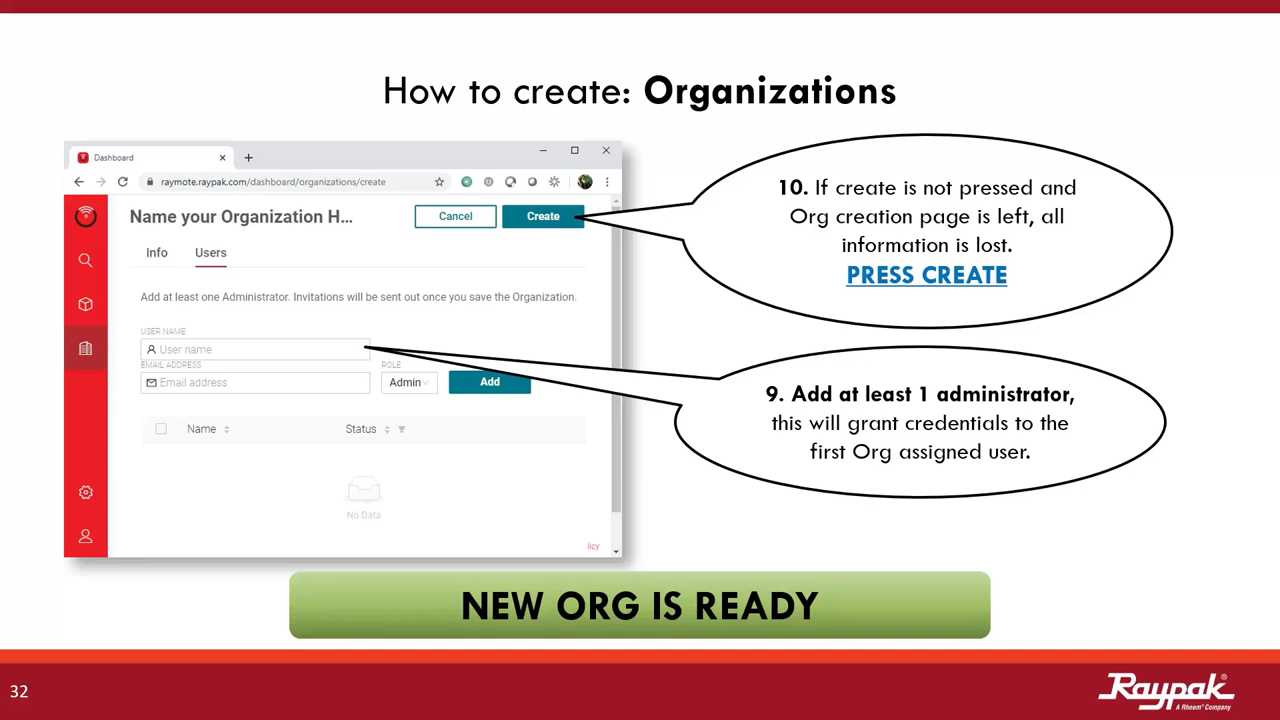 How to create: Organizations
Dashboard
raymote.raypak.com/dashboard/organizations/create
Name your Organization H...
Cancel
Create
Info
Users
Add at least one Administrator. Invitations will be sent out once you save the Organization.
USER NAME
User name
EMAIL ADDRESS
ROLE
Email address
Admin
Add
Name
Status
No Data
licy
10. If create is not pressed and
Org creation page is left, all
information is lost.
PRESS CREATE
9. Add at least 1 administrator,
this will grant credentials to the
first Org assigned user.
NEW ORG IS READY
32
Raypak®
A Rheem® Company